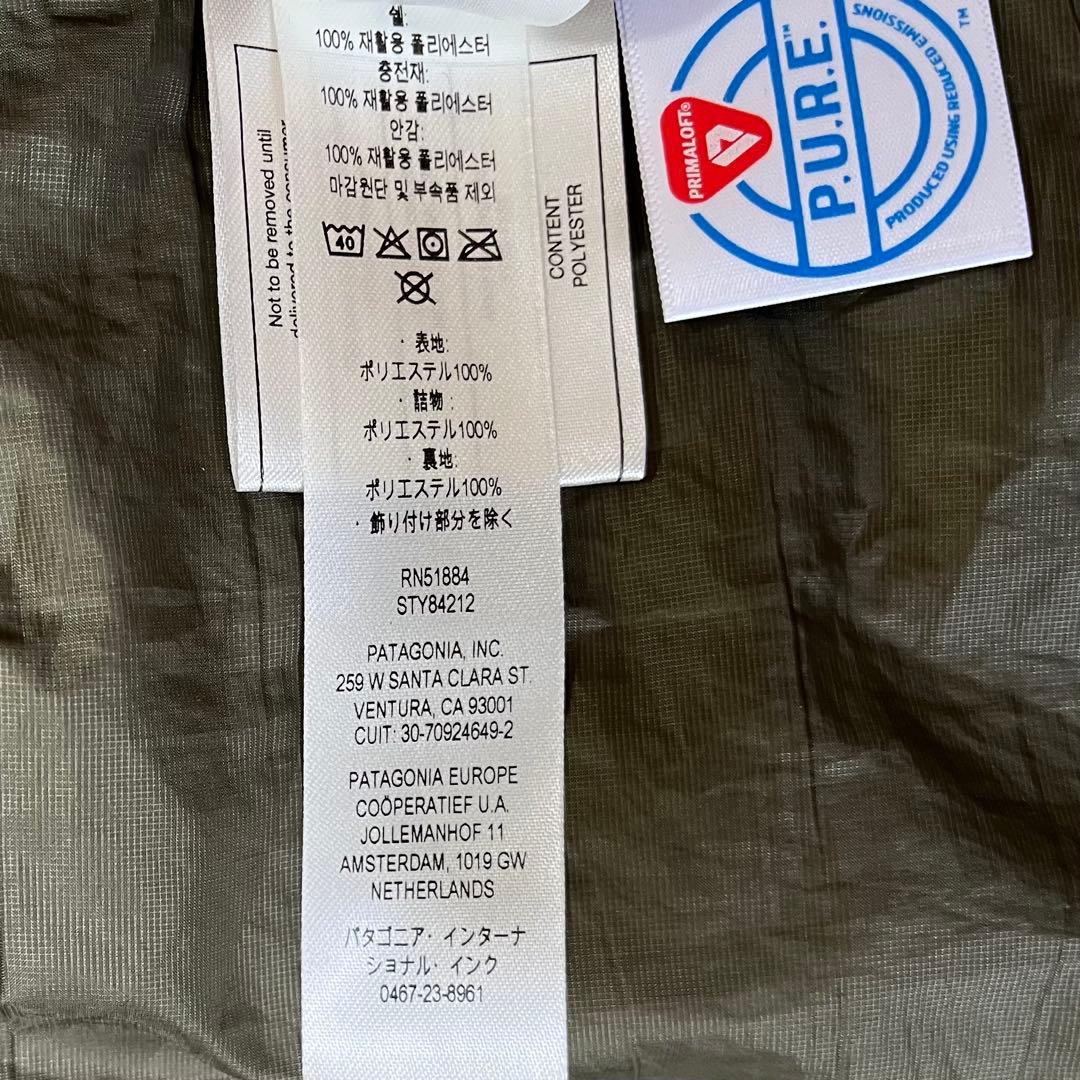 쉘:
100% 재활용 폴리에스터
충전재:
100% 재활용 폴리에스터
안감:
100% 재활용 폴리에스터
마감원단 및 부속품 제외
40
・表地:
ポリエステル100%
・詰物:
ポリエステル100%
・裏地:
ポリエステル100%
・飾り付け部分を除く
RN51884
STY84212
PATAGONIA, INC.
259 W SANTA CLARA ST.
VENTURA, CA 93001
CUIT: 30-70924649-2
PATAGONIA EUROPE
COÖPERATIEF U.A.
JOLLEMANHOF 11
AMSTERDAM, 1019 GW
NETHERLANDS
パタゴニア・インターナ
ショナル・インク
0467-23-8961
Not to be removed until
delivered to the consumer
CONTENT
POLYESTER
PRIMALOFT®
P.U.R.E.™
PRODUCED USING REDUCED EMISSIONS
™